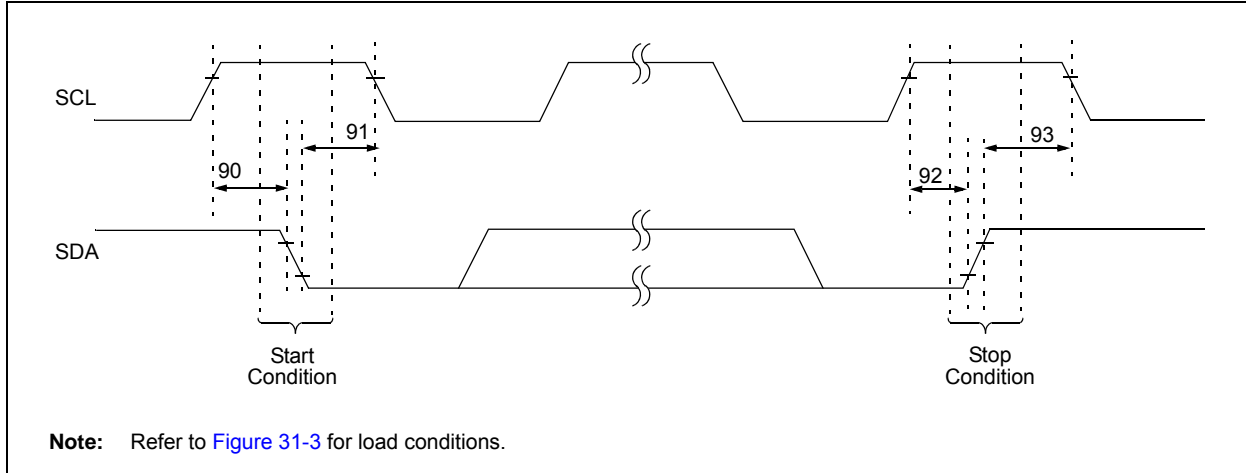 SCL
91
93
90
92
SDA
Start
Condition
Stop
Condition
Note: Refer to Figure 31-3 for load conditions.